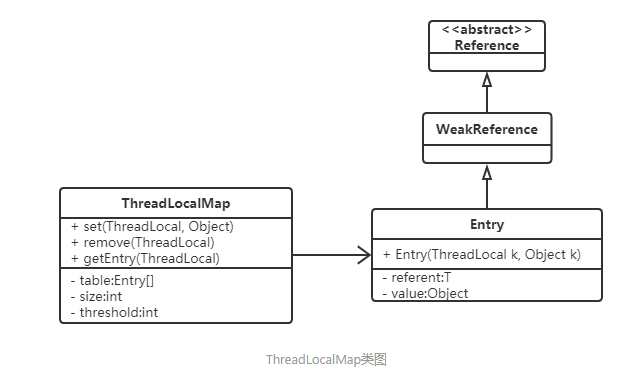 <<abstract>>
Reference
WeakReference
ThreadLocalMap
+ set(ThreadLocal, Object)
+ remove(ThreadLocal)
+ getEntry(ThreadLocal)
- table:Entry[]
- size:int
- threshold:int
Entry
+ Entry(ThreadLocal k, Object k)
- referent:T
- value:Object
ThreadLocalMap类图